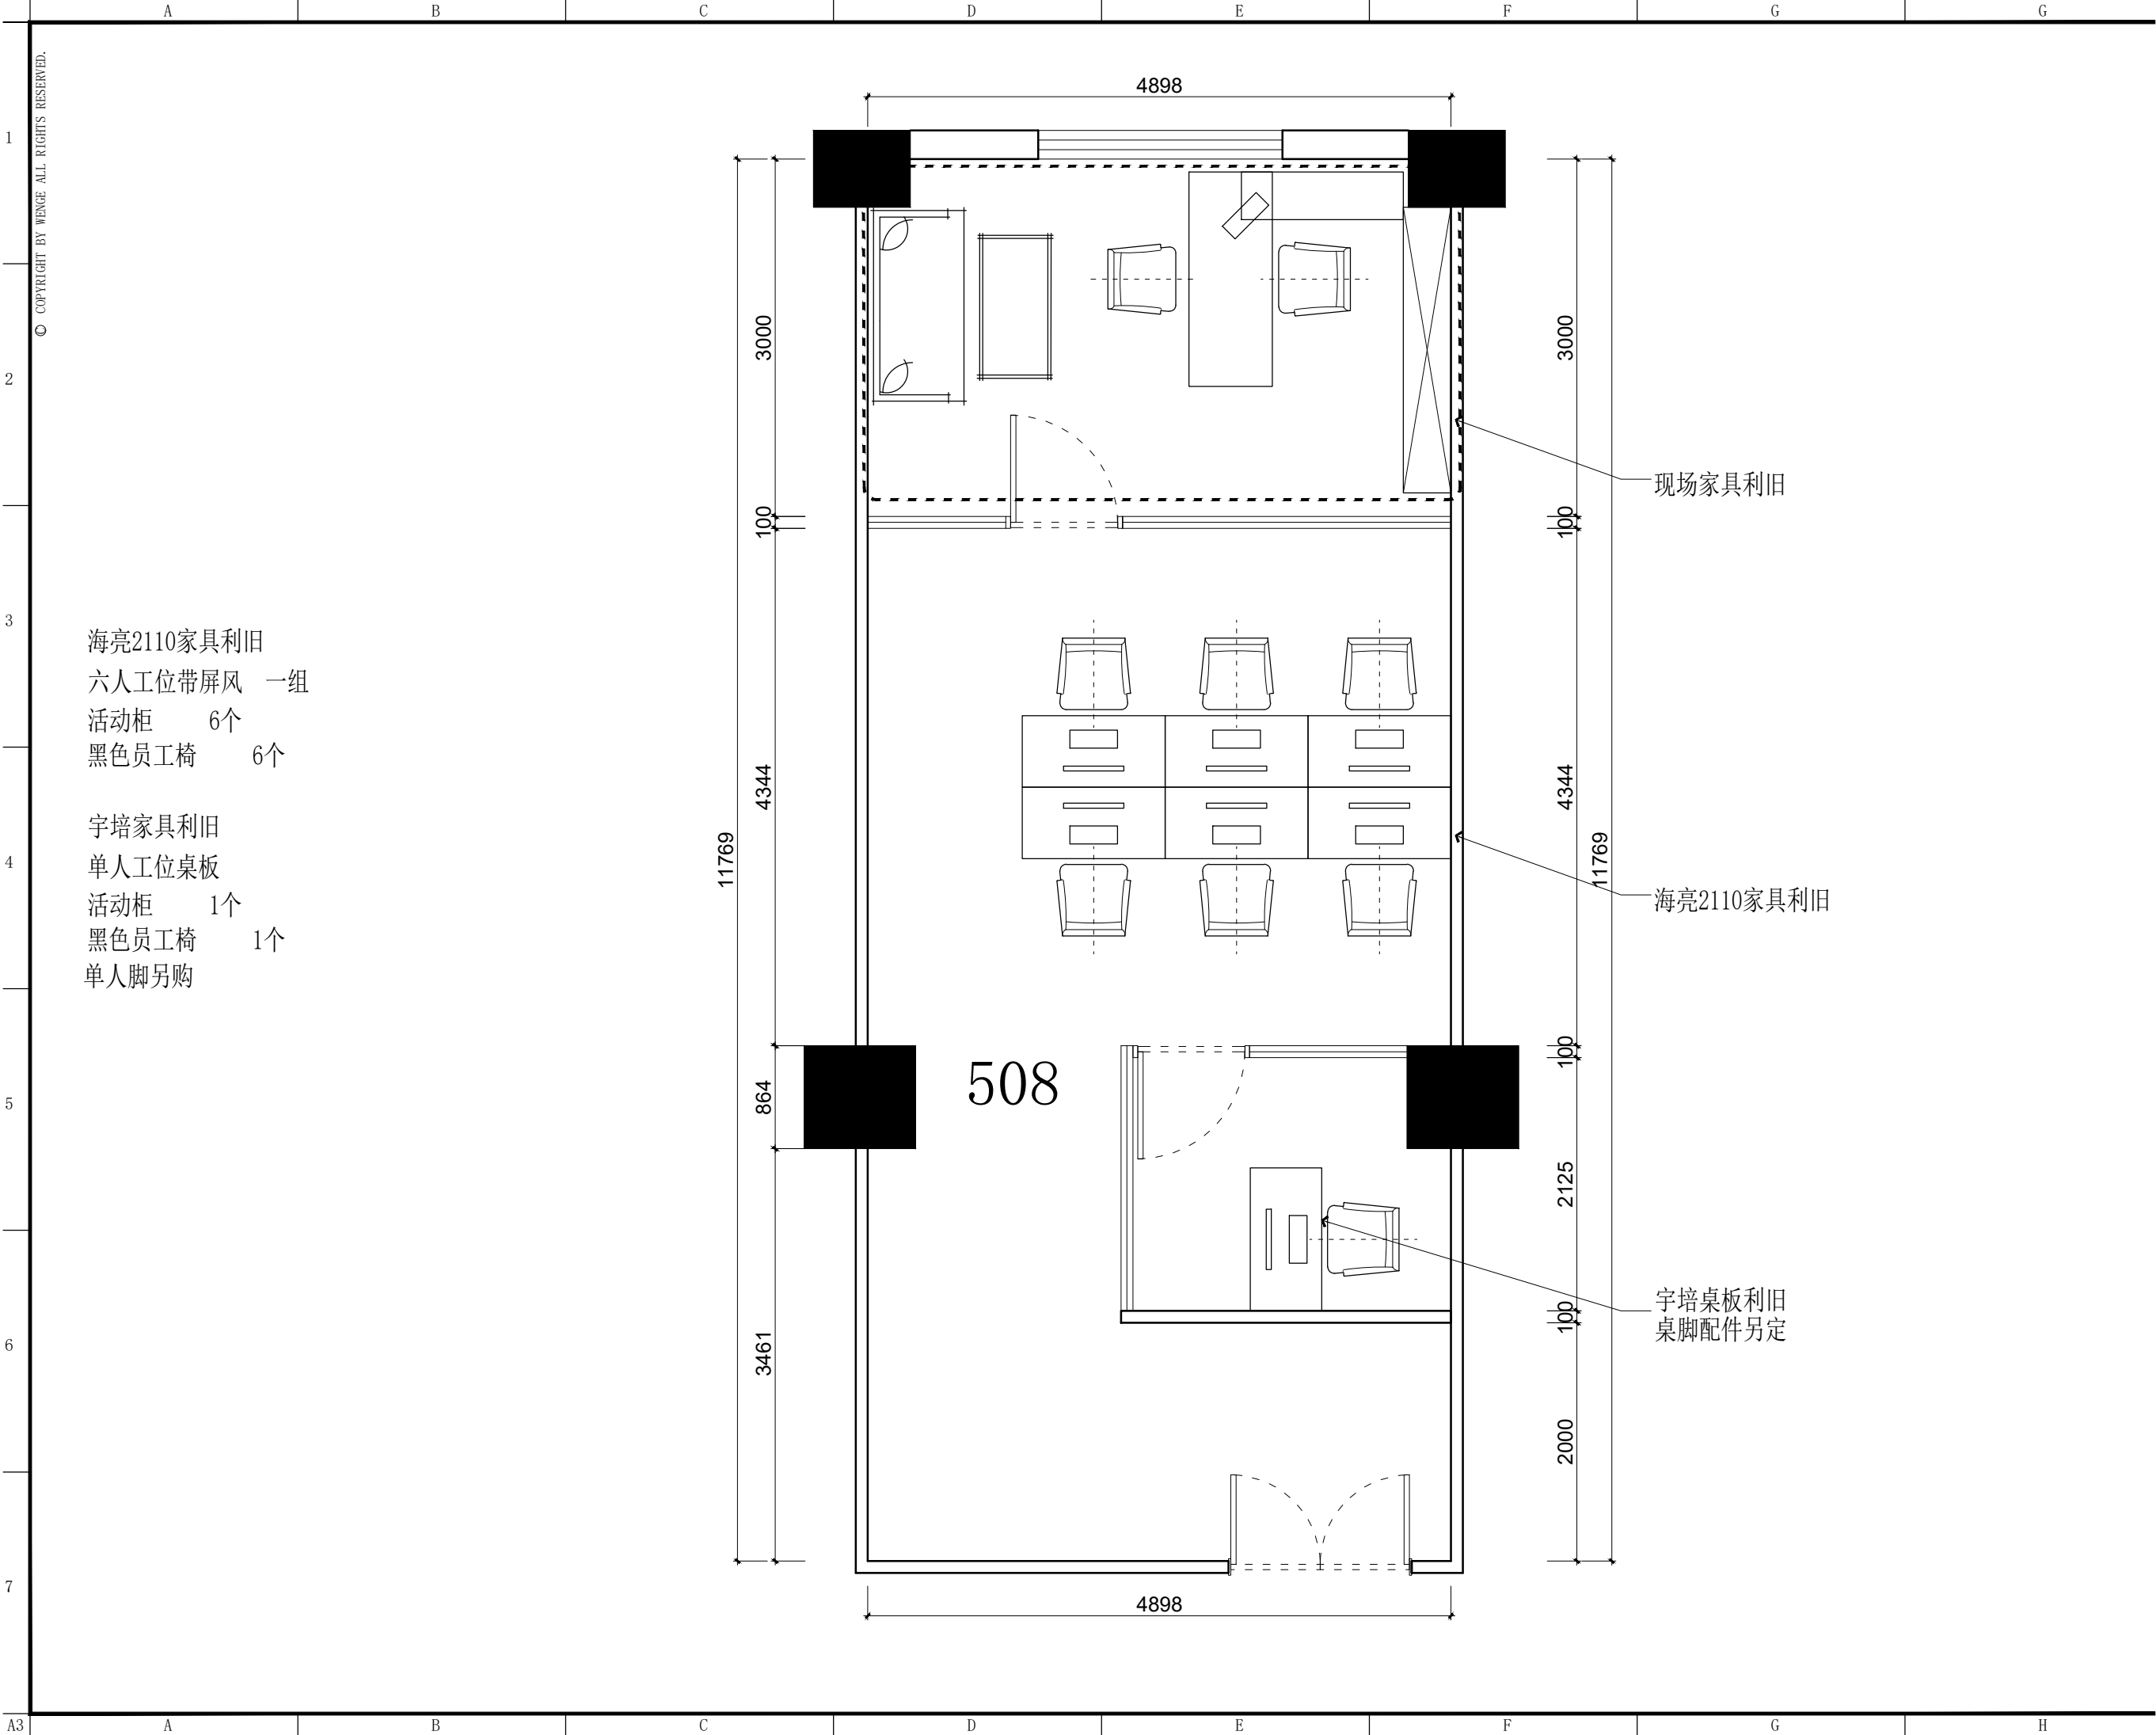 A B C D E F G G
© COPYRIGHT BY WENGE ALL RIGHTS RESERVED.
1
2
3
4
5
6
7
A3
海亮2110家具利旧
六人工位带屏风 一组
活动柜 6个
黑色员工椅 6个
宇培家具利旧
单人工位桌板
活动柜 1个
黑色员工椅 1个
单人脚另购
4898
3000
100
4344
864
3461
11769
508
3000
100
4344
100
2125
100
2000
11769
现场家具利旧
海亮2110家具利旧
宇培桌板利旧
桌脚配件另定
4898
A B C D E F G H